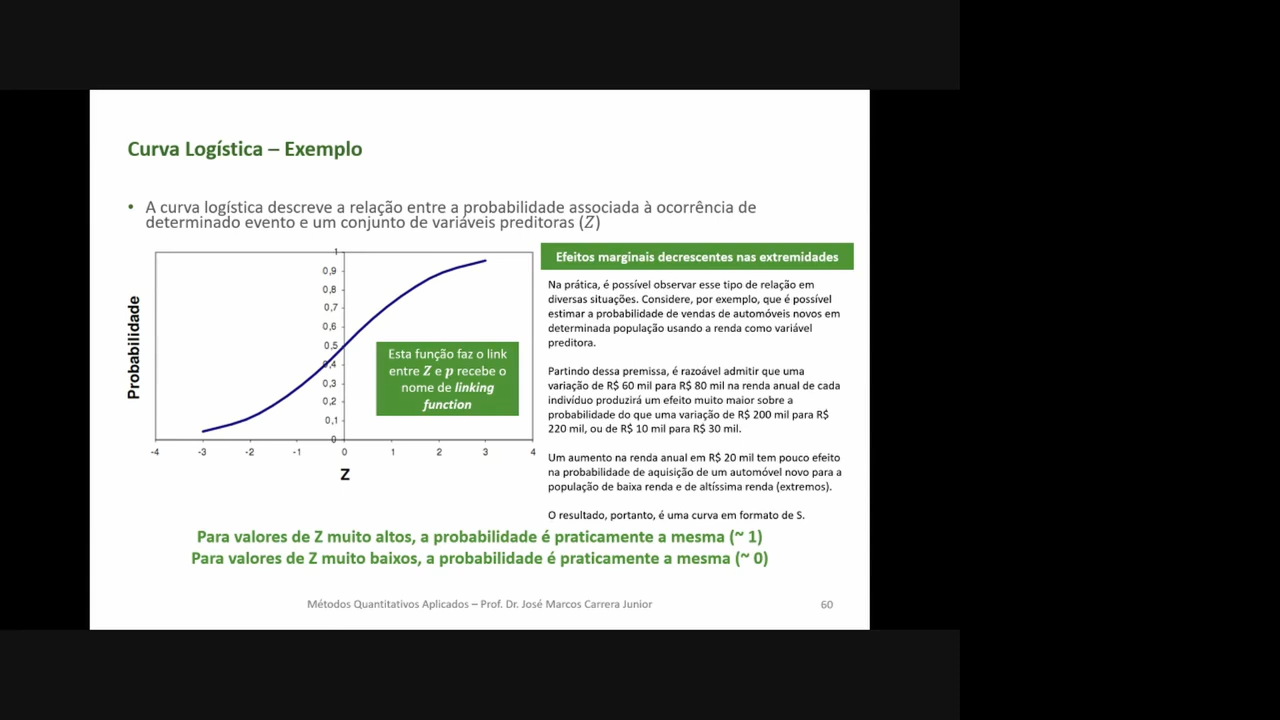 Curva Logística – Exemplo
• A curva logística descreve a relação entre a probabilidade associada à ocorrência de
determinado evento e um conjunto de variáveis preditoras (Z)
Probabilidade
1
0,9
0,8
0,7
0,6
0,5
0,4
0,3
0,2
0,1
0
-4 -3 -2 -1 0 1 2 3 4
Z
Esta função faz o link
entre Z e p recebe o
nome de linking
function
Efeitos marginais decrescentes nas extremidades
Na prática, é possível observar esse tipo de relação em
diversas situações. Considere, por exemplo, que é possível
estimar a probabilidade de vendas de automóveis novos em
determinada população usando a renda como variável
preditora.
Partindo dessa premissa, é razoável admitir que uma
variação de R$ 60 mil para R$ 80 mil na renda anual de cada
indivíduo produzirá um efeito muito maior sobre a
probabilidade do que uma variação de R$ 200 mil para R$
220 mil, ou de R$ 10 mil para R$ 30 mil.
Um aumento na renda anual em R$ 20 mil tem pouco efeito
na probabilidade de aquisição de um automóvel novo para a
população de baixa renda e de altíssima renda (extremos).
O resultado, portanto, é uma curva em formato de S.
Para valores de Z muito altos, a probabilidade é praticamente a mesma (~ 1)
Para valores de Z muito baixos, a probabilidade é praticamente a mesma (~ 0)
Métodos Quantitativos Aplicados – Prof. Dr. José Marcos Carrera Junior
60